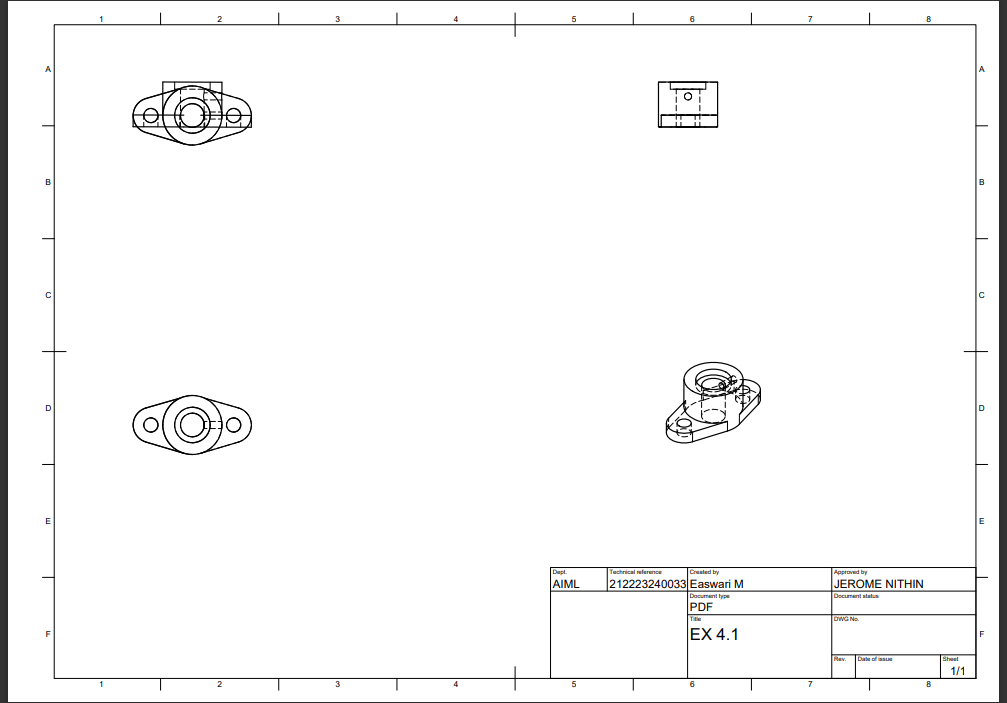 1 2 3 4 5 6 7 8
A A
B B
C C
D D
E E
Dept. Technical reference Created by Approved by
AIML 212223240033 Easwari M JEROME NITHIN
Document type Document status
PDF
Title DWG No.
EX 4.1
F F
Rev. Date of issue Sheet
1/1
1 2 3 4 5 6 7 8